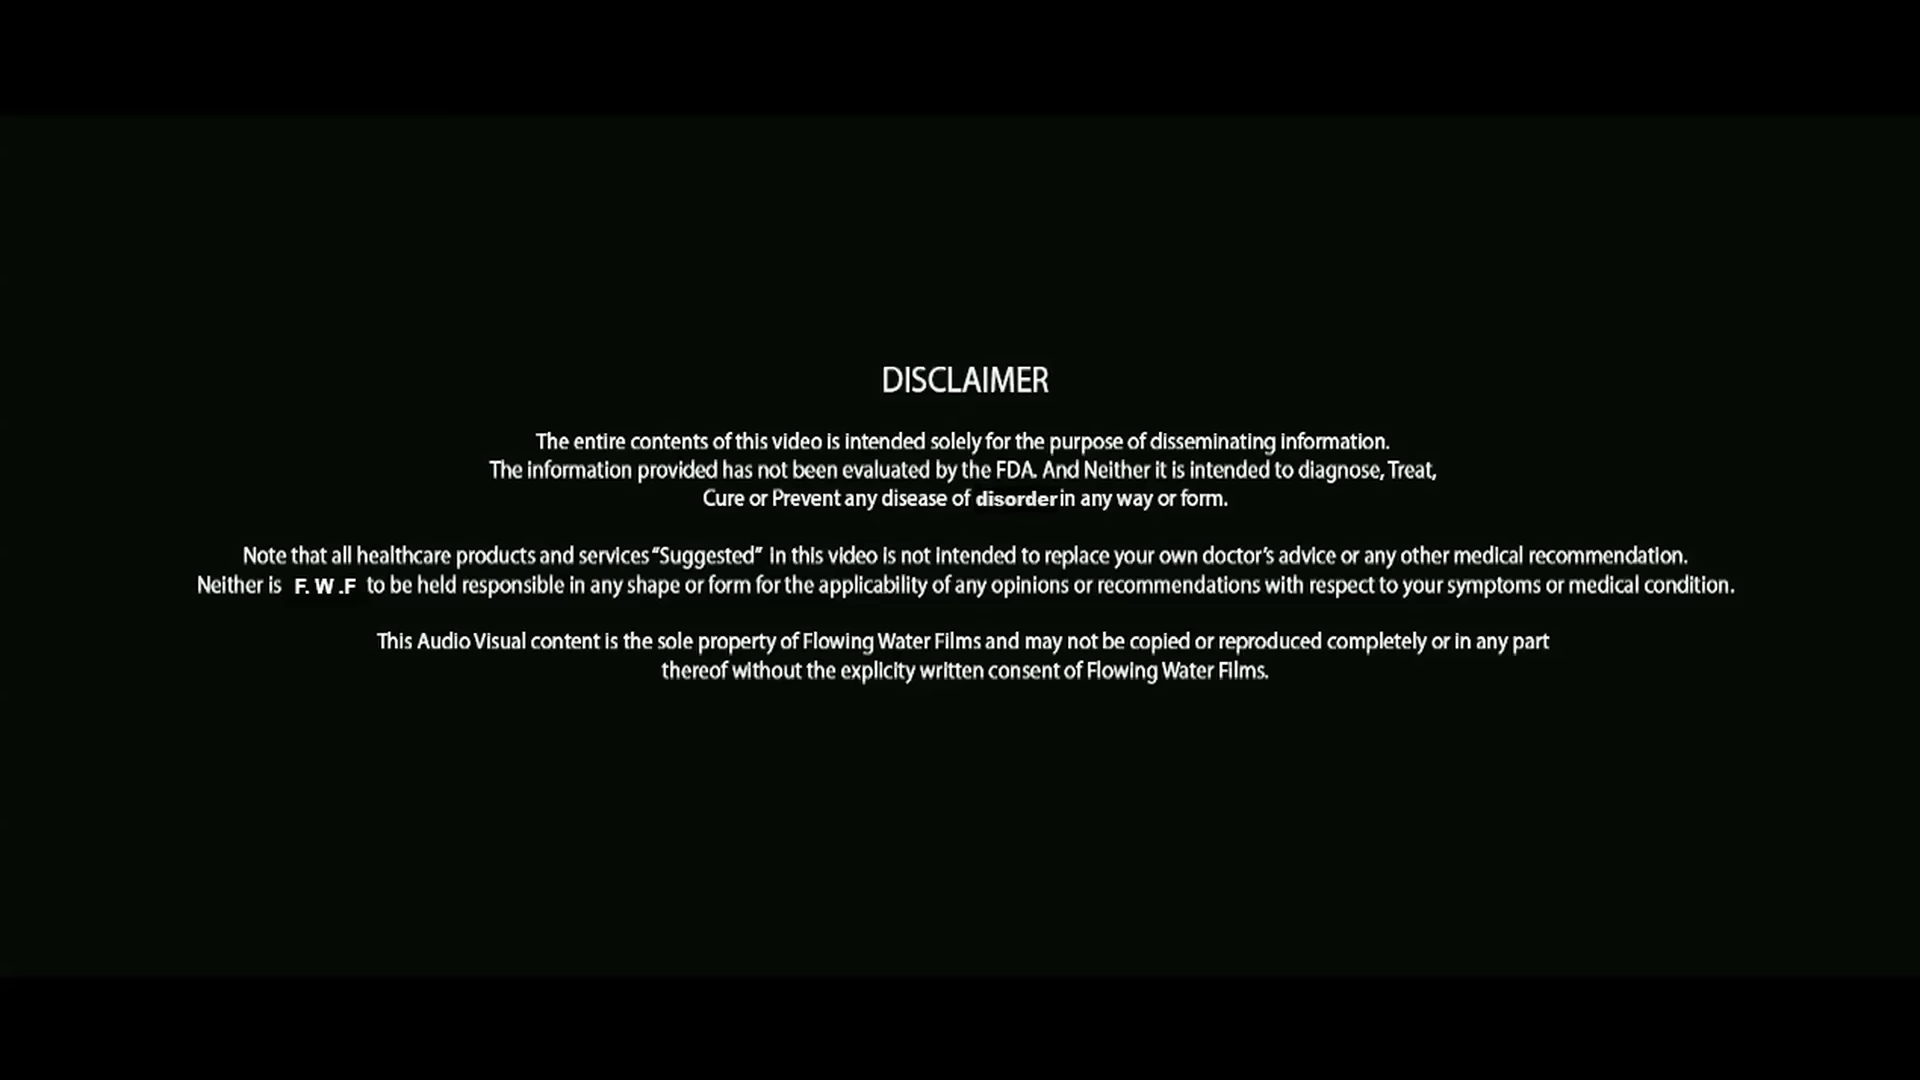 DISCLAIMER
The entire contents of this video is intended solely for the purpose of disseminating information.
The information provided has not been evaluated by the FDA. And Neither it is intended to diagnose, Treat,
Cure or Prevent any disease of disorder in any way or form.
Note that all healthcare products and services “Suggested” in this video is not intended to replace your own doctor’s advice or any other medical recommendation.
Neither is F. W .F to be held responsible in any shape or form for the applicability of any opinions or recommendations with respect to your symptoms or medical condition.
This Audio Visual content is the sole property of Flowing Water Films and may not be copied or reproduced completely or in any part
thereof without the explicity written consent of Flowing Water Films.